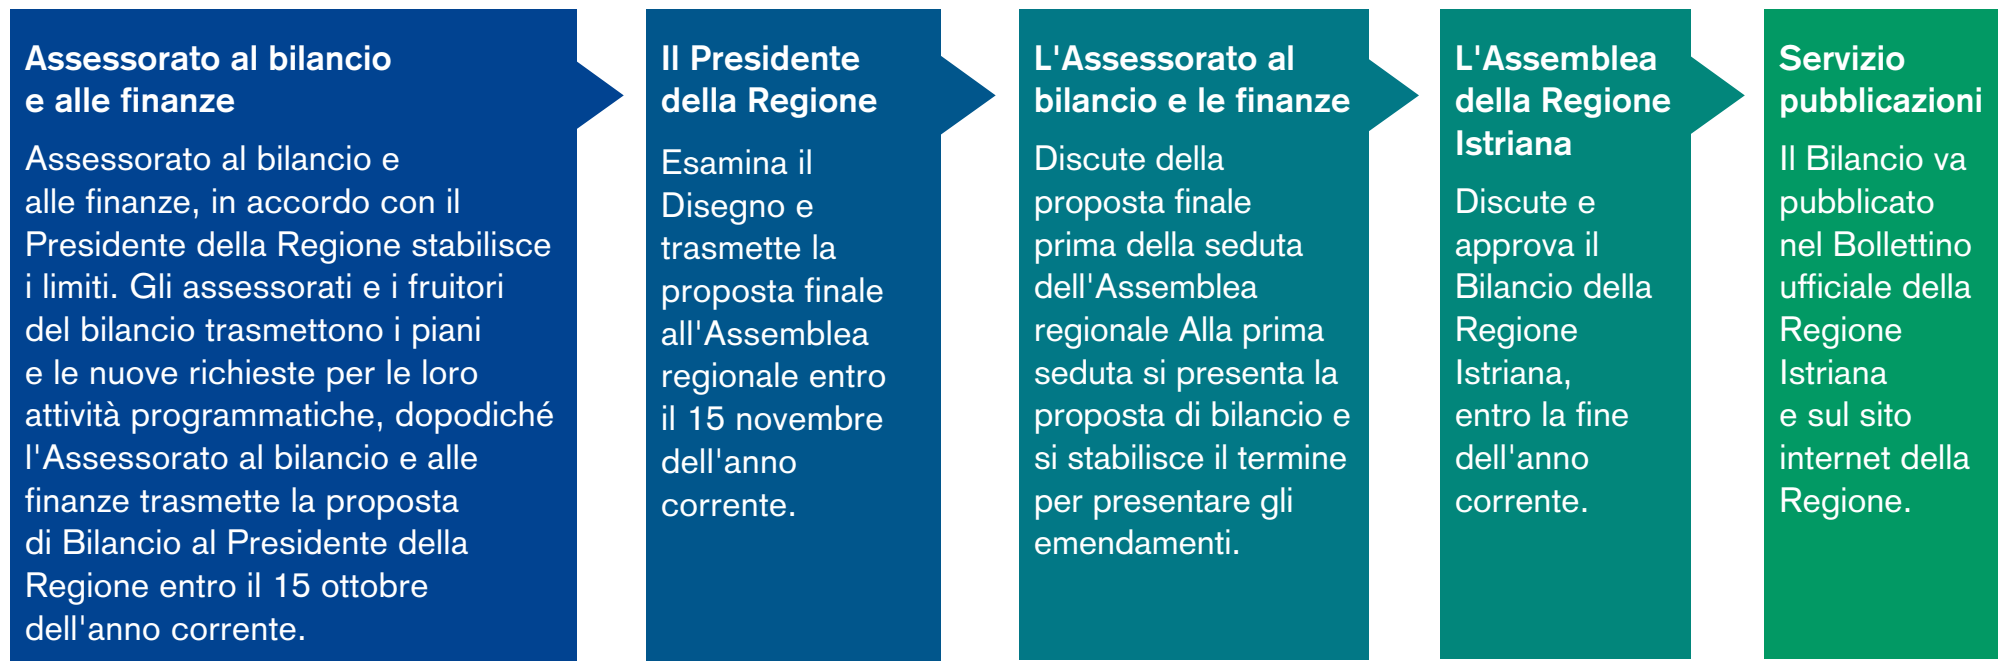 Assessorato al bilancio
e alle finanze
Assessorato al bilancio e
alle finanze, in accordo con il
Presidente della Regione stabilisce
i limiti. Gli assessorati e i fruitori
del bilancio trasmettono i piani
e le nuove richieste per le loro
attività programmatiche, dopodiché
l'Assessorato al bilancio e alle
finanze trasmette la proposta
di Bilancio al Presidente della
Regione entro il 15 ottobre
dell'anno corrente.
Il Presidente
della Regione
Esamina il
Disegno e
trasmette la
proposta finale
all'Assemblea
regionale entro
il 15 novembre
dell'anno
corrente.
L'Assessorato al
bilancio e le finanze
Discute della
proposta finale
prima della seduta
dell'Assemblea
regionale Alla prima
seduta si presenta la
proposta di bilancio e
si stabilisce il termine
per presentare gli
emendamenti.
L'Assemblea
della Regione
Istriana
Discute e
approva il
Bilancio della
Regione
Istriana,
entro la fine
dell'anno
corrente.
Servizio
pubblicazioni
Il Bilancio va
pubblicato
nel Bollettino
ufficiale della
Regione
Istriana
e sul sito
internet della
Regione.